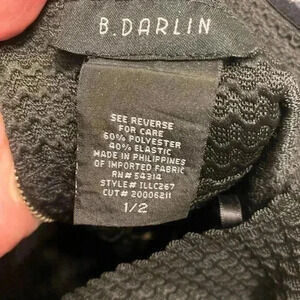 B.DARLIN
SEE REVERSE
FOR CARE
60% POLYESTER
40% ELASTIC
MADE IN PHILIPPINES
OF IMPORTED FABRIC
RN# 54314
STYLE# ILLC267
CUT# 20006211
1/2